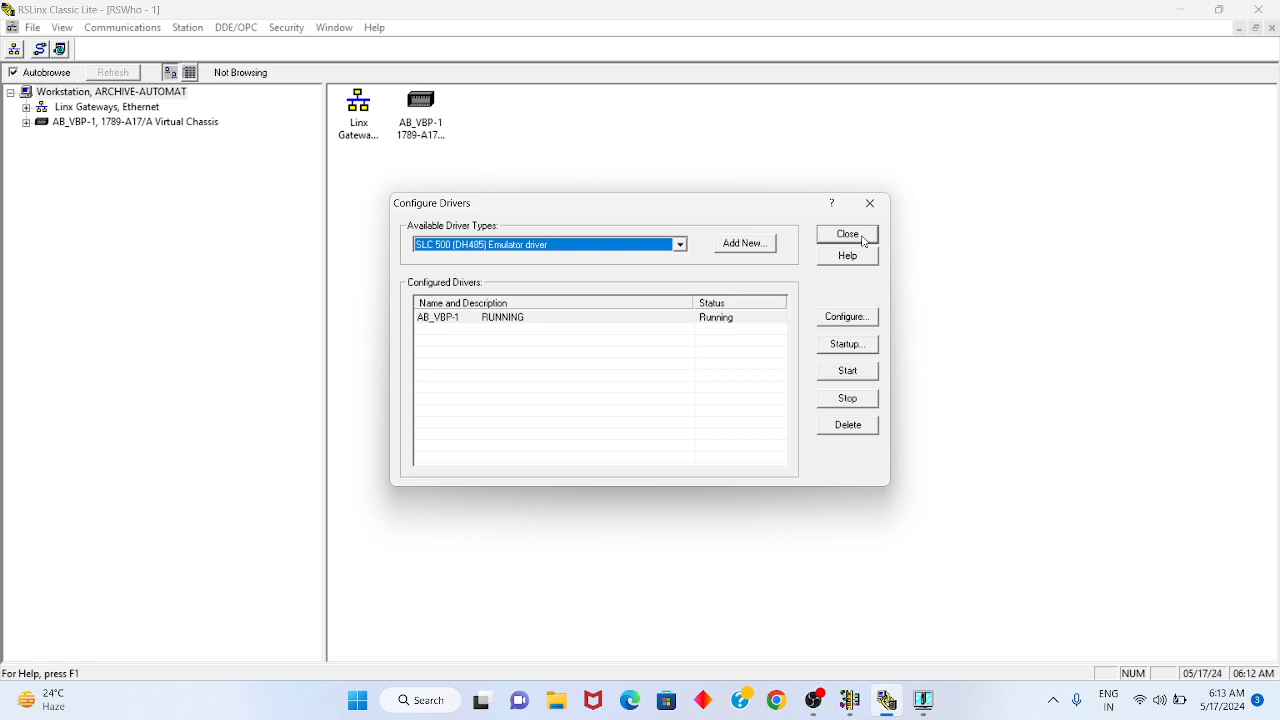 RSLinx Classic Lite - [RSWho - 1]
File View Communications Station DDE/OPC Security Window Help
Autobrowse Refresh Not Browsing
Workstation, ARCHIVE-AUTOMAT
Linx Gateways, Ethernet
AB_VBP-1, 1789-A17/A Virtual Chassis
Linx
Gatewa...
AB_VBP-1
1789-A17...
Configure Drivers
Available Driver Types:
SLC 500 (DH485) Emulator driver
Add New...
Close
Help
Configured Drivers:
Name and Description Status
AB_VBP-1 RUNNING Running
Configure...
Startup...
Start
Stop
Delete
For Help, press F1
NUM 05/17/24 06:12 AM
24°C
Haze
Search
ENG
IN
6:13 AM
5/17/2024
3